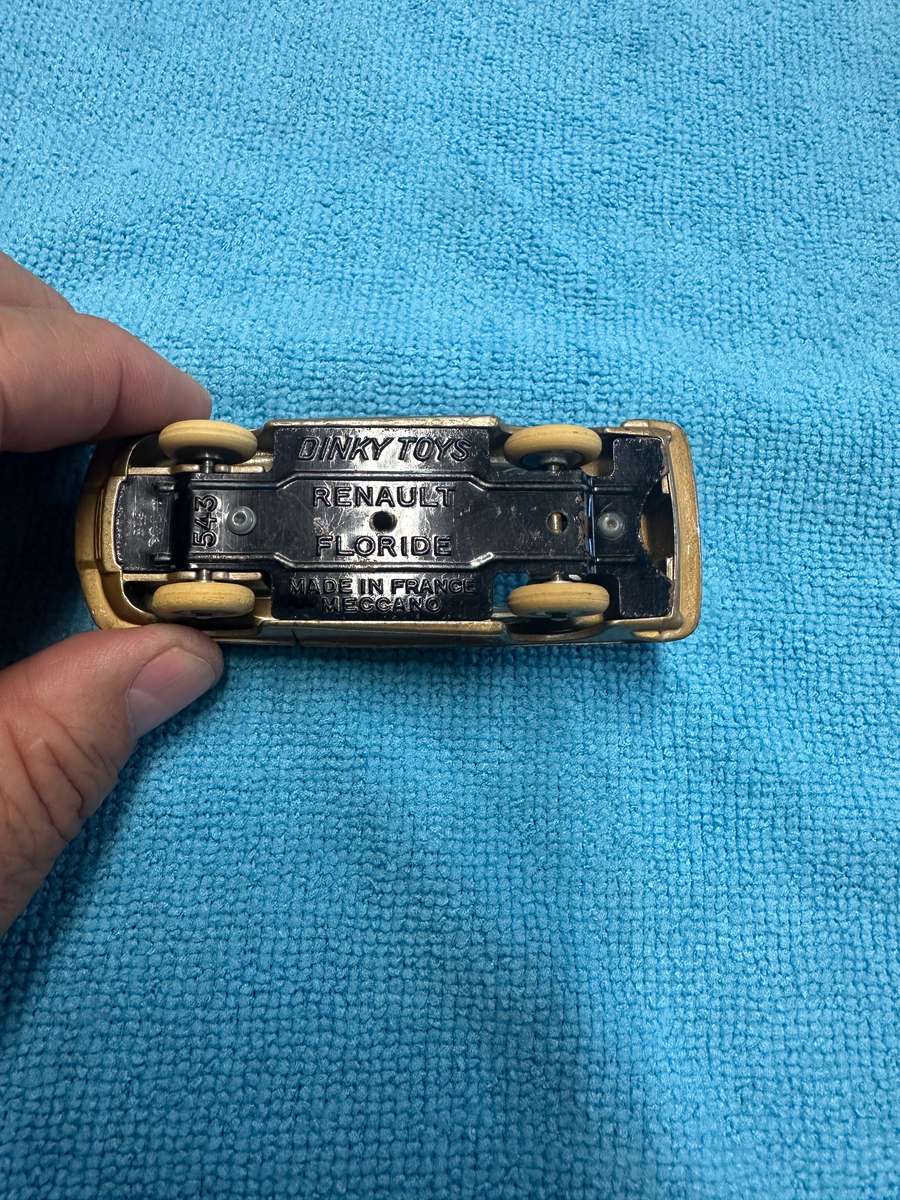 DINKY TOYS
RENAULT
FLORIDE
MADE IN FRANCE
MECCANO
543